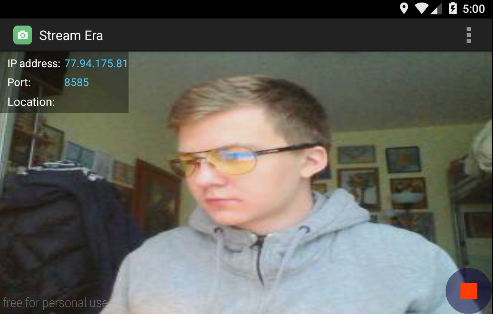 5:00
Stream Era
IP address: 77.94.175.81
Port: 8585
Location:
free for personal use